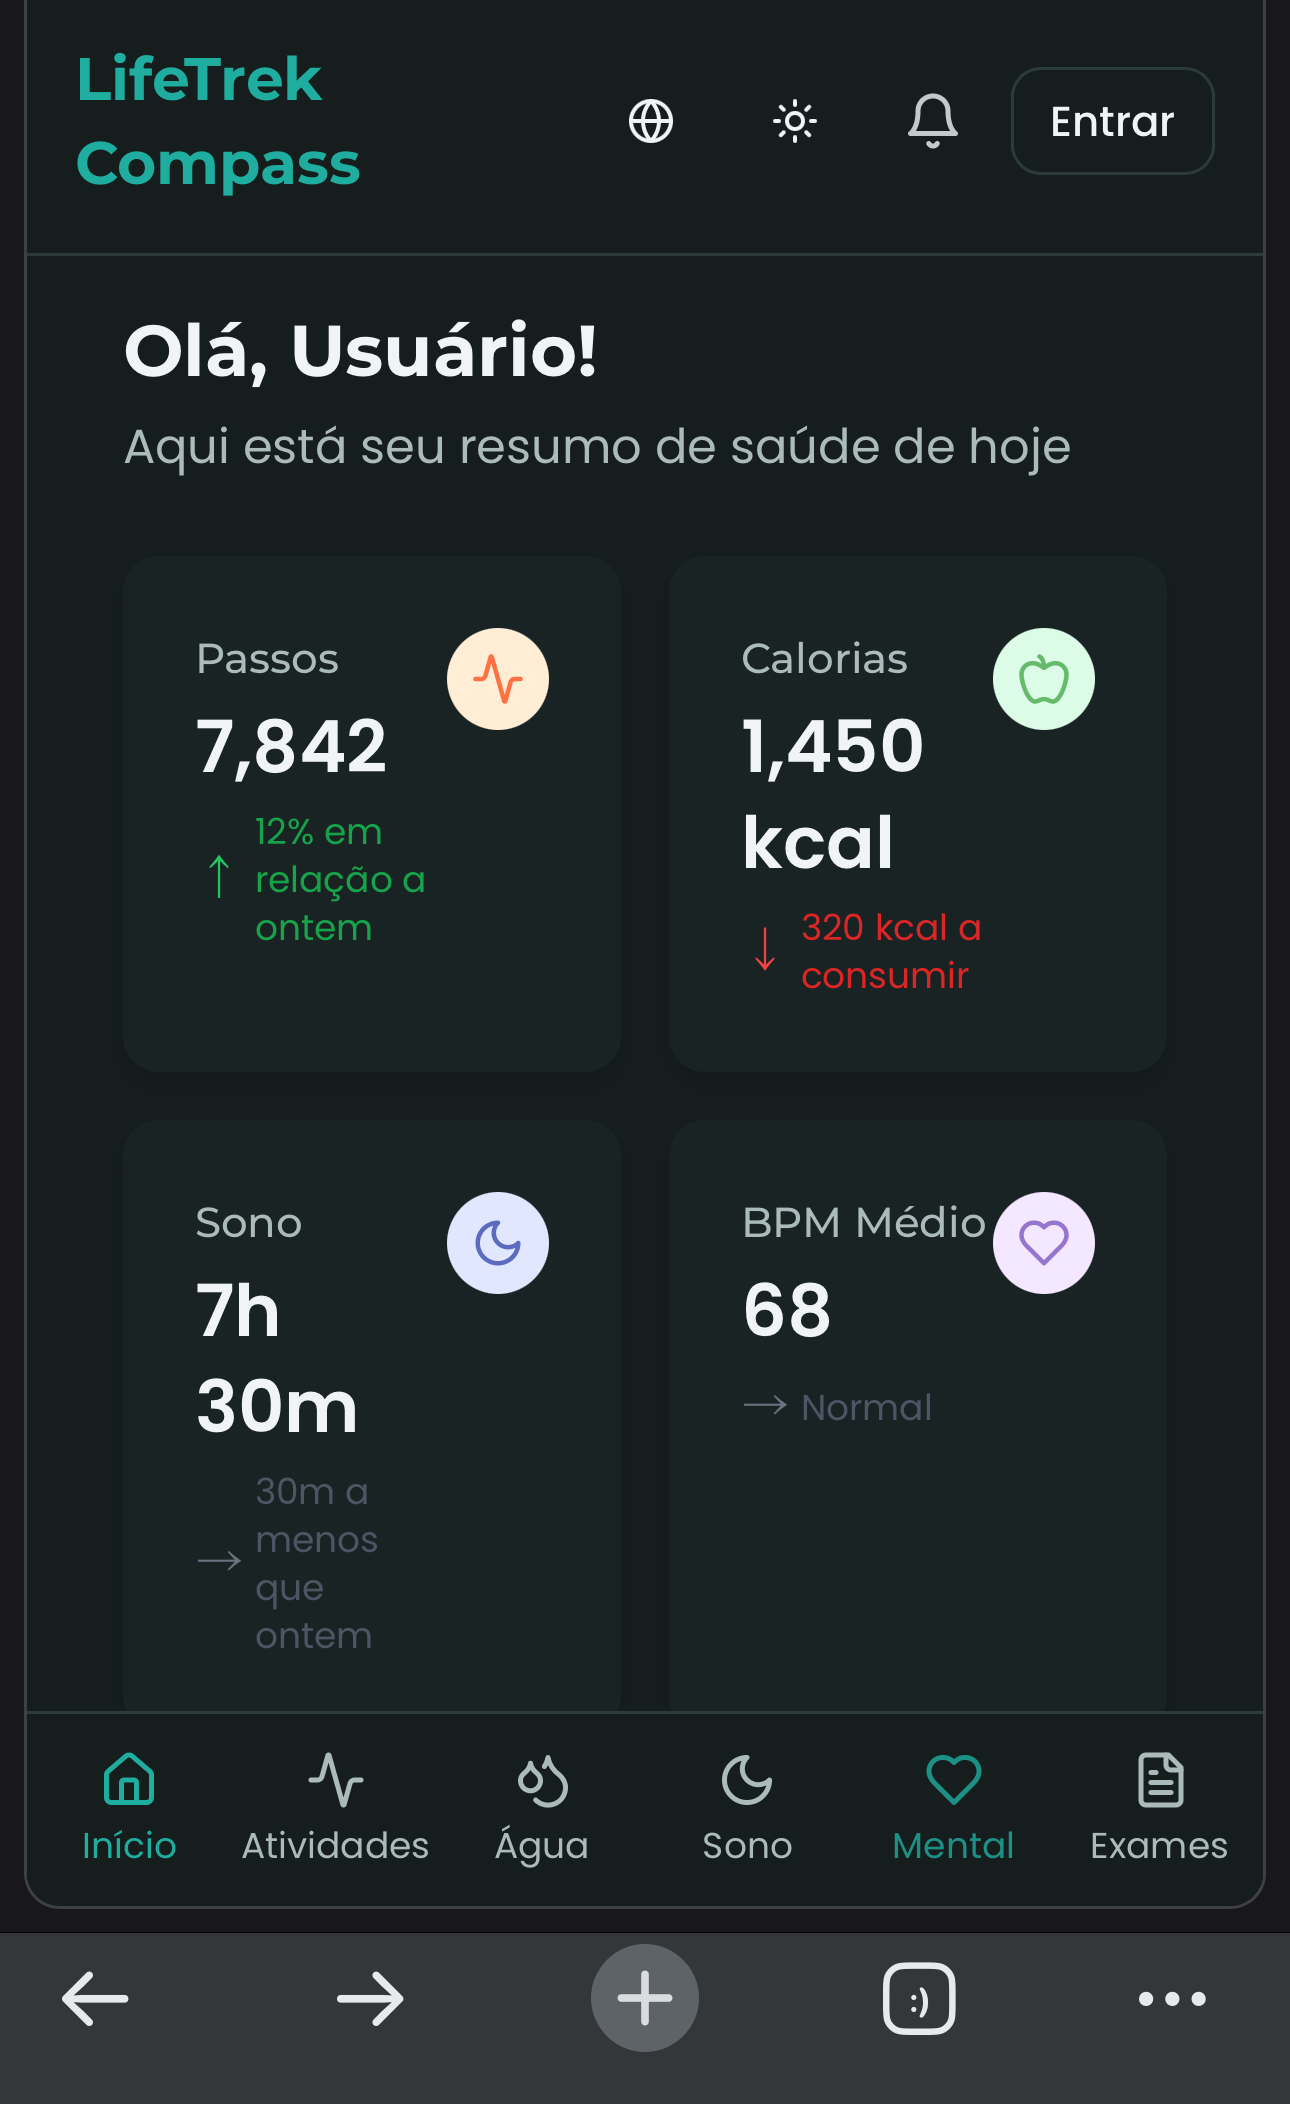 LifeTrek
Compass
Entrar
Olá, Usuário!
Aqui está seu resumo de saúde de hoje
Passos
7,842
↑ 12% em
relação a
ontem
Calorias
1,450
kcal
↓ 320 kcal a
consumir
Sono
7h
30m
→ 30m a
menos
que
ontem
BPM Médio
68
→ Normal
Início
Atividades
Água
Sono
Mental
Exames
:)